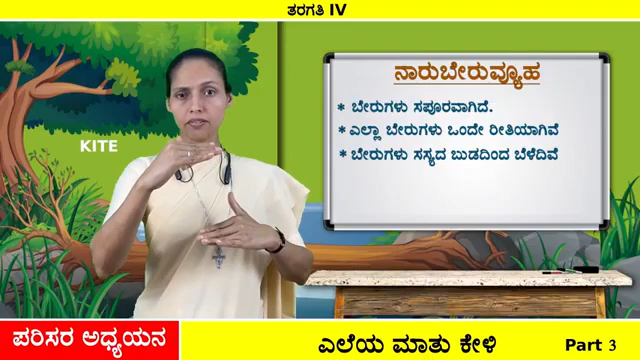 ತರಗತಿ IV
KITE
ನಾರುಬೇರುವ್ಯೂಹ
* ಬೇರುಗಳು ಸಪೂರವಾಗಿದೆ.
* ಎಲ್ಲಾ ಬೇರುಗಳು ಒಂದೇ ರೀತಿಯಾಗಿವೆ
* ಬೇರುಗಳು ಸಸ್ಯದ ಬುಡದಿಂದ ಬೆಳೆದಿವೆ
ಪರಿಸರ ಅಧ್ಯಯನ
ಎಲೆಯ ಮಾತು ಕೇಳಿ
Part 3